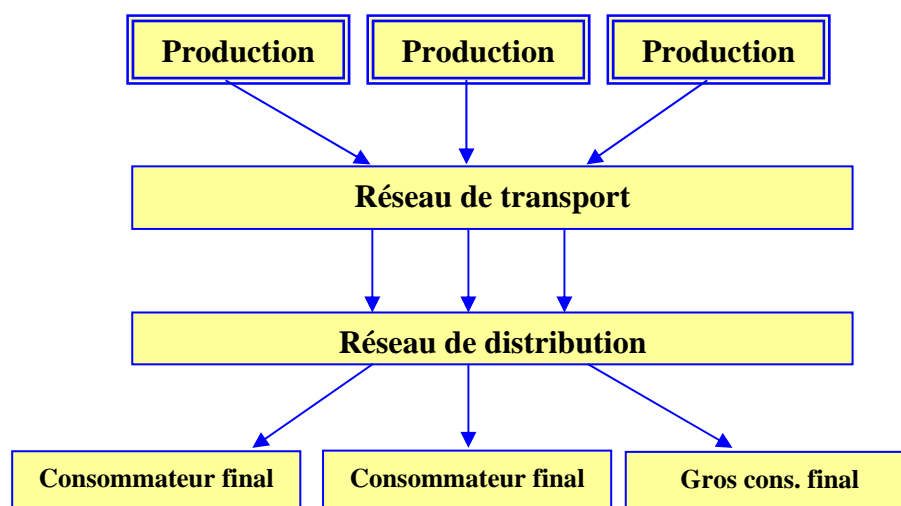 Production Production Production
Réseau de transport
Réseau de distribution
Consommateur final Consommateur final Gros cons. final